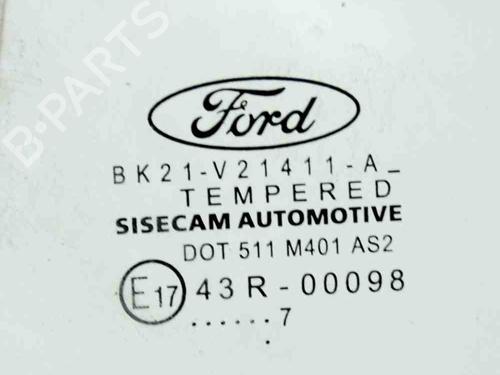 B-PARTS
Ford
BK21-V21411-A_
TEMPERED
SISECAM AUTOMOTIVE
DOT 511 M401 AS2
E17 43R-00098
......7
.